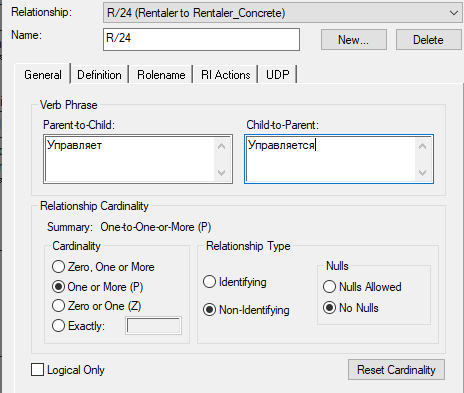 Relationship: R/24 (Rentaler to Rentaler_Concrete)
Name: R/24 New... Delete
General Definition Rolename RI Actions UDP
Verb Phrase
Parent-to-Child: Child-to-Parent:
Управляет Управляется
Relationship Cardinality
Summary: One-to-One-or-More (P)
Cardinality Relationship Type
Zero, One or More Identifying Nulls
One or More (P) Nulls Allowed
Zero or One (Z) Non-Identifying No Nulls
Exactly:
Logical Only Reset Cardinality